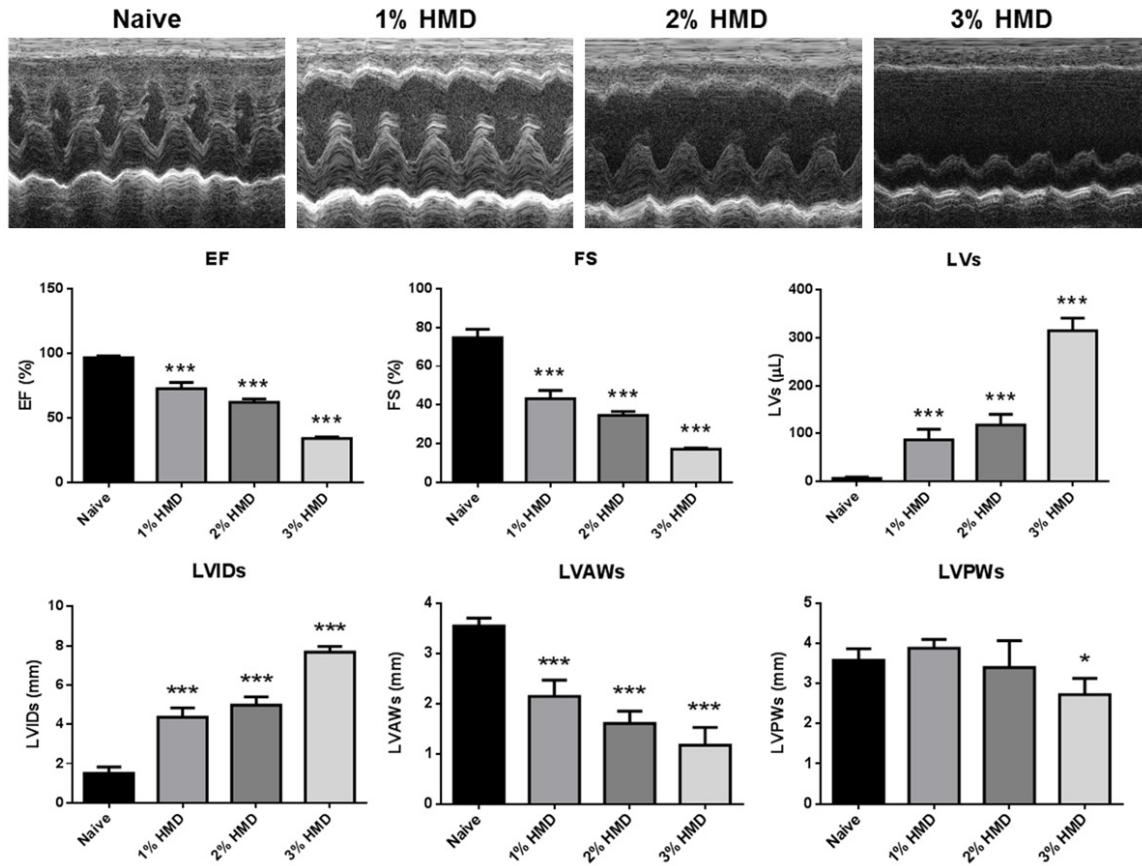 Naive 1% HMD 2% HMD 3% HMD
EF
EF (%)
150
100
50
0
***
***
***
Naive
1% HMD
2% HMD
3% HMD
FS
FS (%)
100
80
60
40
20
0
***
***
***
Naive
1% HMD
2% HMD
3% HMD
LVs
LVs (µL)
400
300
200
100
0
***
***
***
Naive
1% HMD
2% HMD
3% HMD
LVIDs
LVIDs (mm)
10
8
6
4
2
0
***
***
***
Naive
1% HMD
2% HMD
3% HMD
LVAWs
LVAWs (mm)
4
3
2
1
0
***
***
***
Naive
1% HMD
2% HMD
3% HMD
LVPWs
LVPWs (mm)
5
4
3
2
1
0
*
Naive
1% HMD
2% HMD
3% HMD